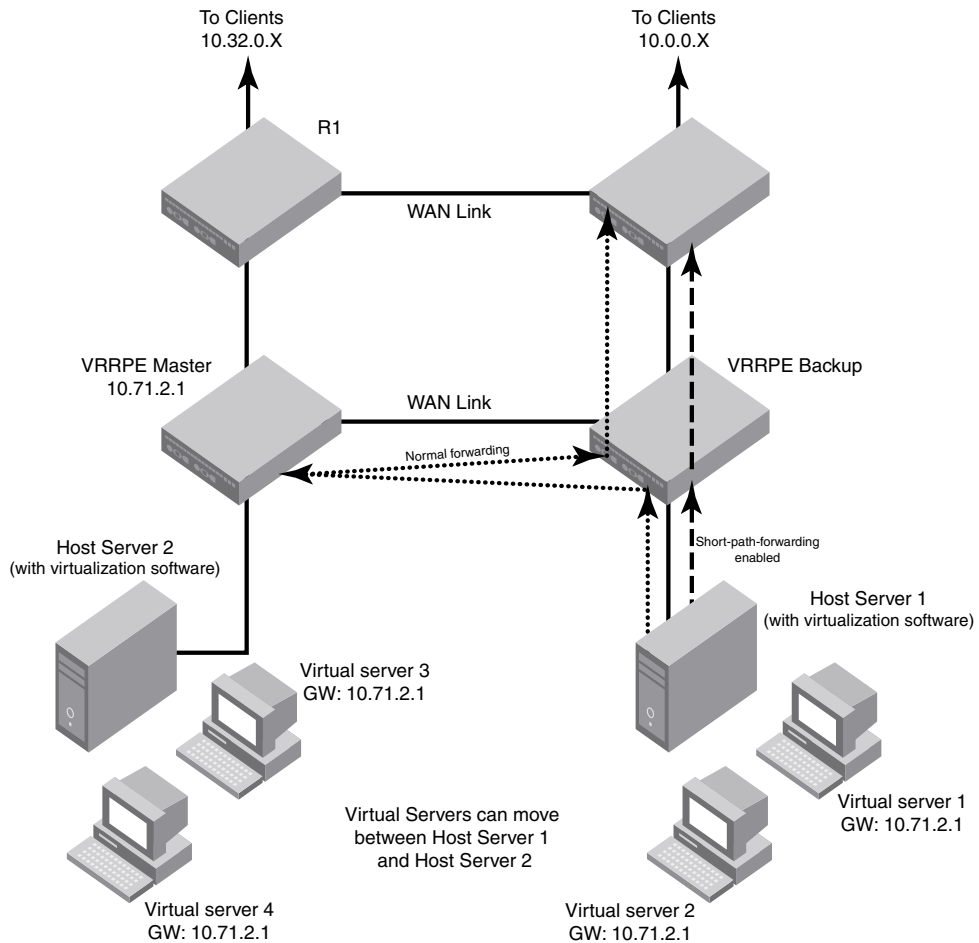 To Clients
10.32.0.X
To Clients
10.0.0.X
R1
WAN Link
VRRPE Master
10.71.2.1
VRRPE Backup
WAN Link
Normal forwarding
Short-path-forwarding
enabled
Host Server 2
(with virtualization software)
Host Server 1
(with virtualization software)
Virtual server 3
GW: 10.71.2.1
Virtual server 1
GW: 10.71.2.1
Virtual Servers can move
between Host Server 1
and Host Server 2
Virtual server 4
GW: 10.71.2.1
Virtual server 2
GW: 10.71.2.1